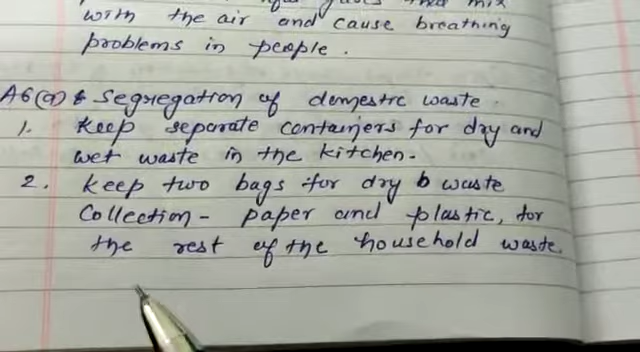 that mix
with the air and cause breathing
problems in people.
A6(a) Segregation of domestic waste.
1. Keep separate containers for dry and
wet waste in the kitchen.
2. Keep two bags for dry b waste
Collection - paper and plastic, for
the rest of the household waste.